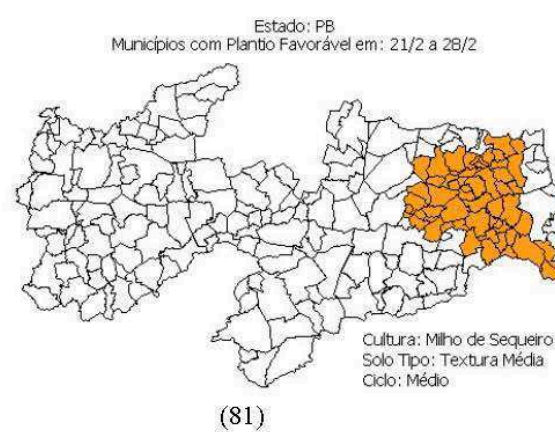 Estado: PB
Municípios com Plantio Favorável em: 21/2 a 28/2
Cultura: Milho de Sequeiro
Solo Tipo: Textura Média
Ciclo: Médio
(81)